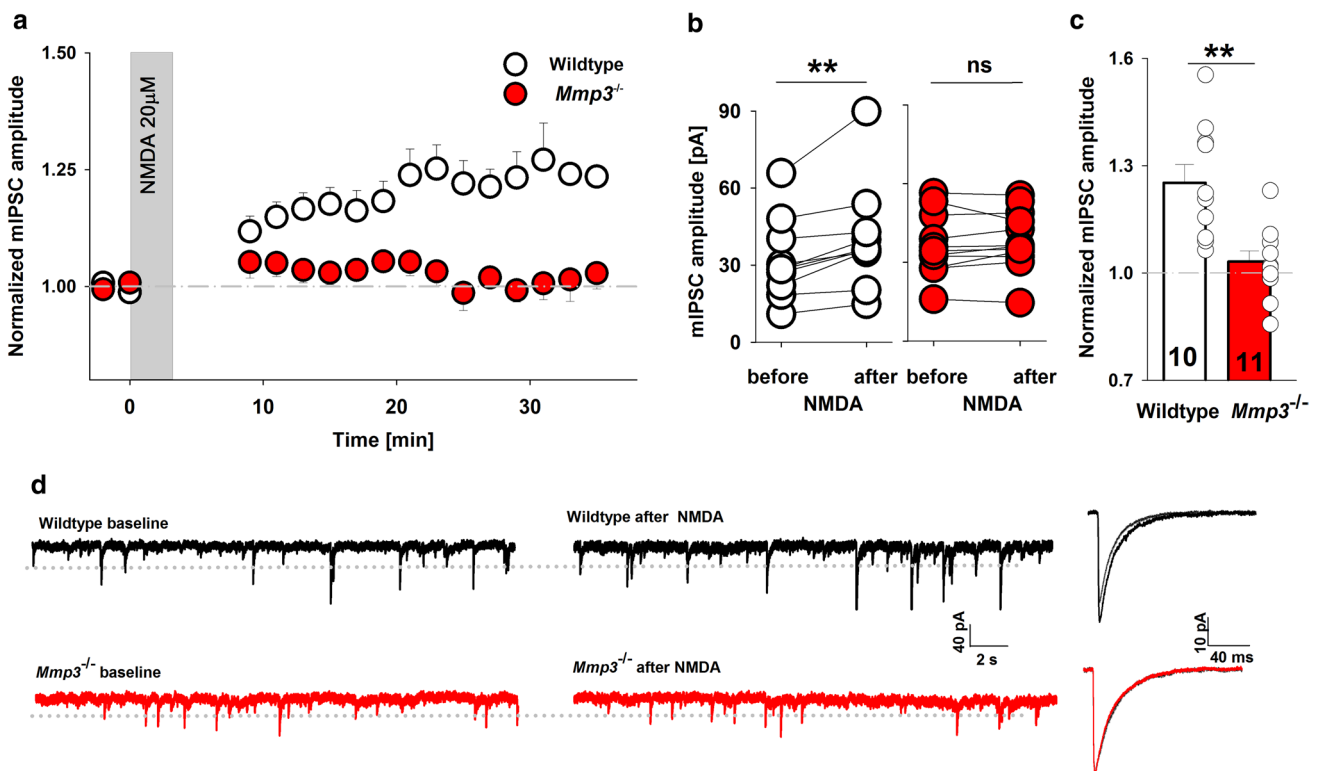 a
1.50
1.25
1.00
Normalized mIPSC amplitude
NMDA 20μM
Wildtype
Mmp3-/-
0
10
20
30
Time [min]
b
**
ns
90
60
30
0
mIPSC amplitude [pA]
before after before after
NMDA NMDA
c
**
1.6
1.3
1.0
0.7
Normalized mIPSC amplitude
10
11
Wildtype Mmp3-/-
d
Wildtype baseline
Wildtype after NMDA
40 pA
2 s
10 pA
40 ms
Mmp3-/- baseline
Mmp3-/- after NMDA